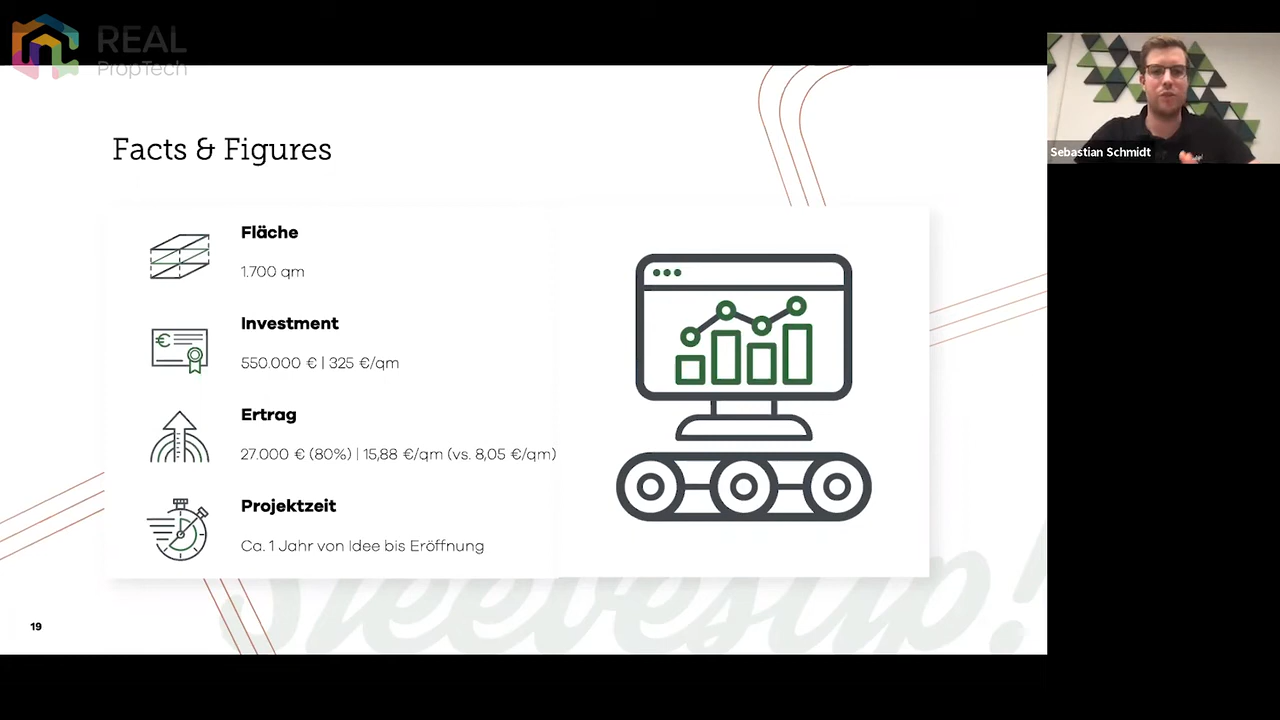 REAL
PropTech
Facts & Figures
Fläche
1.700 qm
Investment
550.000 € | 325 €/qm
Ertrag
27.000 € (80%) | 15,88 €/qm (vs. 8,05 €/qm)
Projektzeit
Ca. 1 Jahr von Idee bis Eröffnung
SleevesUp!
19
Sebastian Schmidt